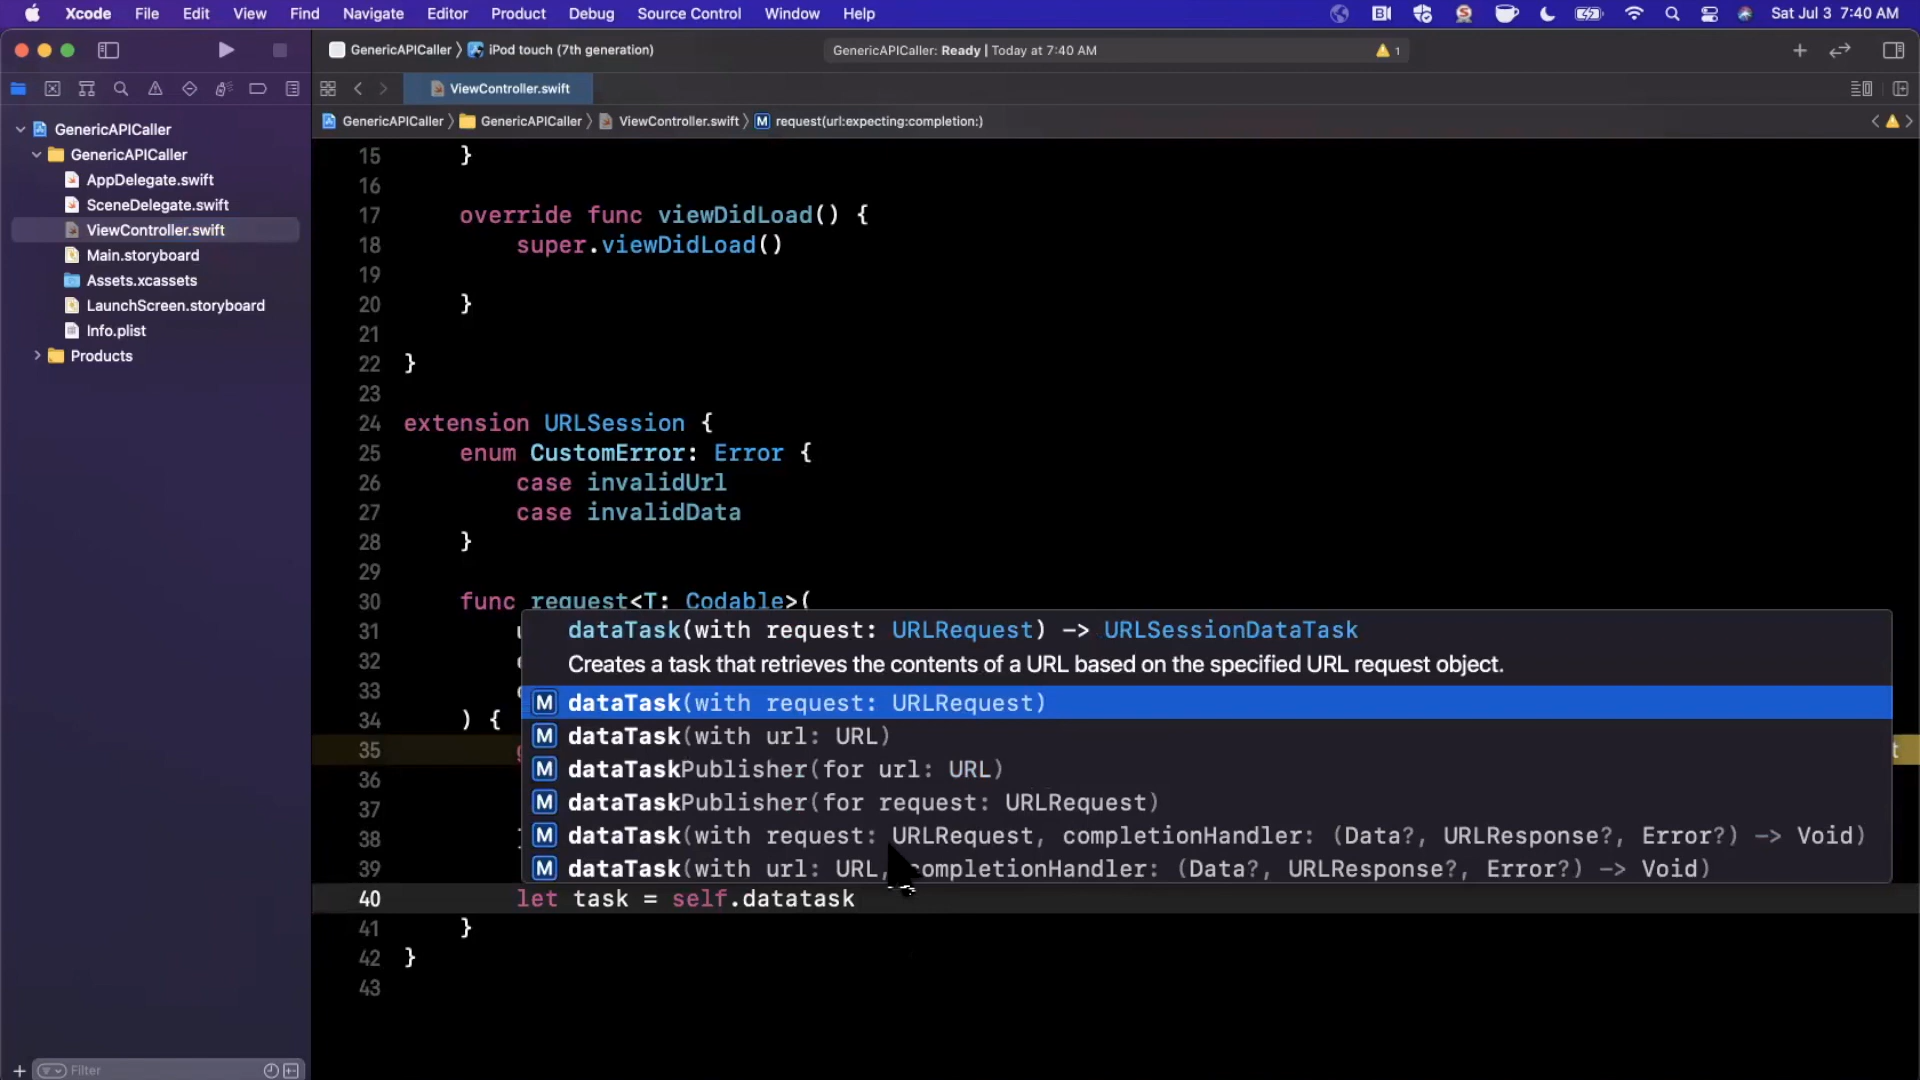 Xcode File Edit View Find Navigate Editor Product Debug Source Control Window Help Sat Jul 3 7:40 AM
GenericAPICaller iPod touch (7th generation) GenericAPICaller: Ready | Today at 7:40 AM 1
ViewController.swift
GenericAPICaller GenericAPICaller ViewController.swift M request(url:expecting:completion:)
GenericAPICaller
GenericAPICaller
AppDelegate.swift
SceneDelegate.swift
ViewController.swift
Main.storyboard
Assets.xcassets
LaunchScreen.storyboard
Info.plist
Products
Filter
15 }
16
17 override func viewDidLoad() {
18 super.viewDidLoad()
19
20 }
21
22 }
23
24 extension URLSession {
25 enum CustomError: Error {
26 case invalidUrl
27 case invalidData
28 }
29
30 func request<T: Codable>(
31
32
33
34 ) {
35
36
37
38
39
dataTask(with request: URLRequest) -> URLSessionDataTask
Creates a task that retrieves the contents of a URL based on the specified URL request object.
M dataTask(with request: URLRequest)
M dataTask(with url: URL)
M dataTaskPublisher(for url: URL)
M dataTaskPublisher(for request: URLRequest)
M dataTask(with request: URLRequest, completionHandler: (Data?, URLResponse?, Error?) -> Void)
M dataTask(with url: URL, completionHandler: (Data?, URLResponse?, Error?) -> Void)
40 let task = self.datatask
41 }
42 }
43